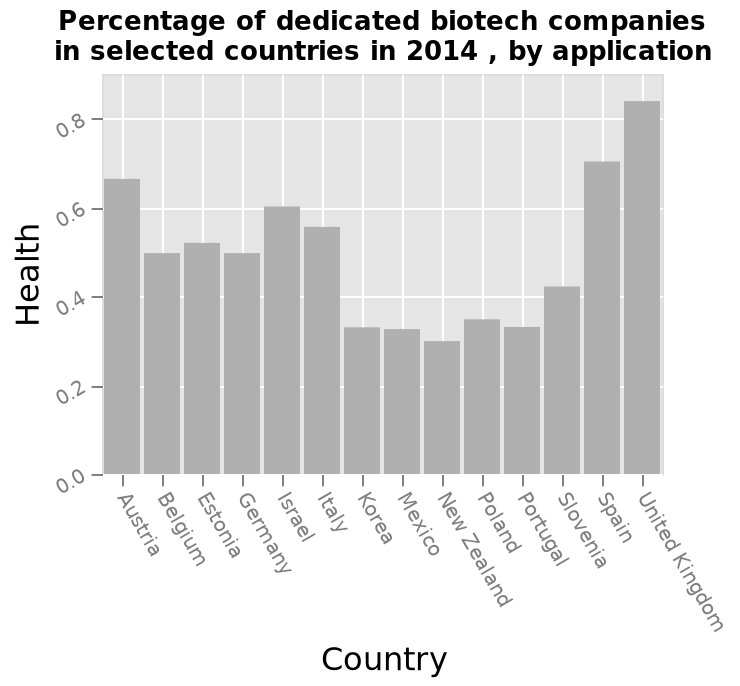 Percentage of dedicated biotech companies
in selected countries in 2014 , by application
Health
0.8
0.6
0.4
0.2
0.0
Austria
Belgium
Estonia
Germany
Israel
Italy
Korea
Mexico
New Zealand
Poland
Portugal
Slovenia
Spain
United Kingdom
Country